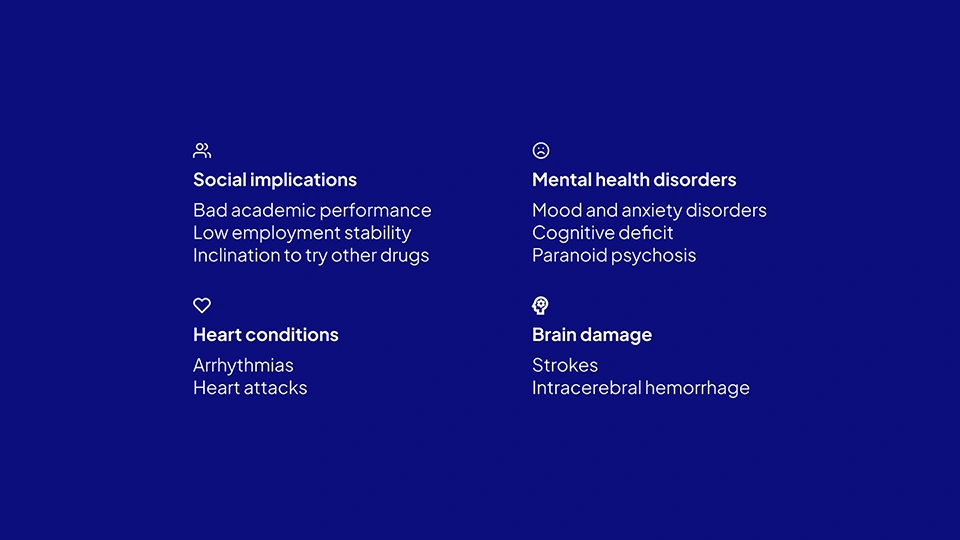 Social implications
Bad academic performance
Low employment stability
Inclination to try other drugs
Mental health disorders
Mood and anxiety disorders
Cognitive deficit
Paranoid psychosis
Heart conditions
Arrhythmias
Heart attacks
Brain damage
Strokes
Intracerebral hemorrhage